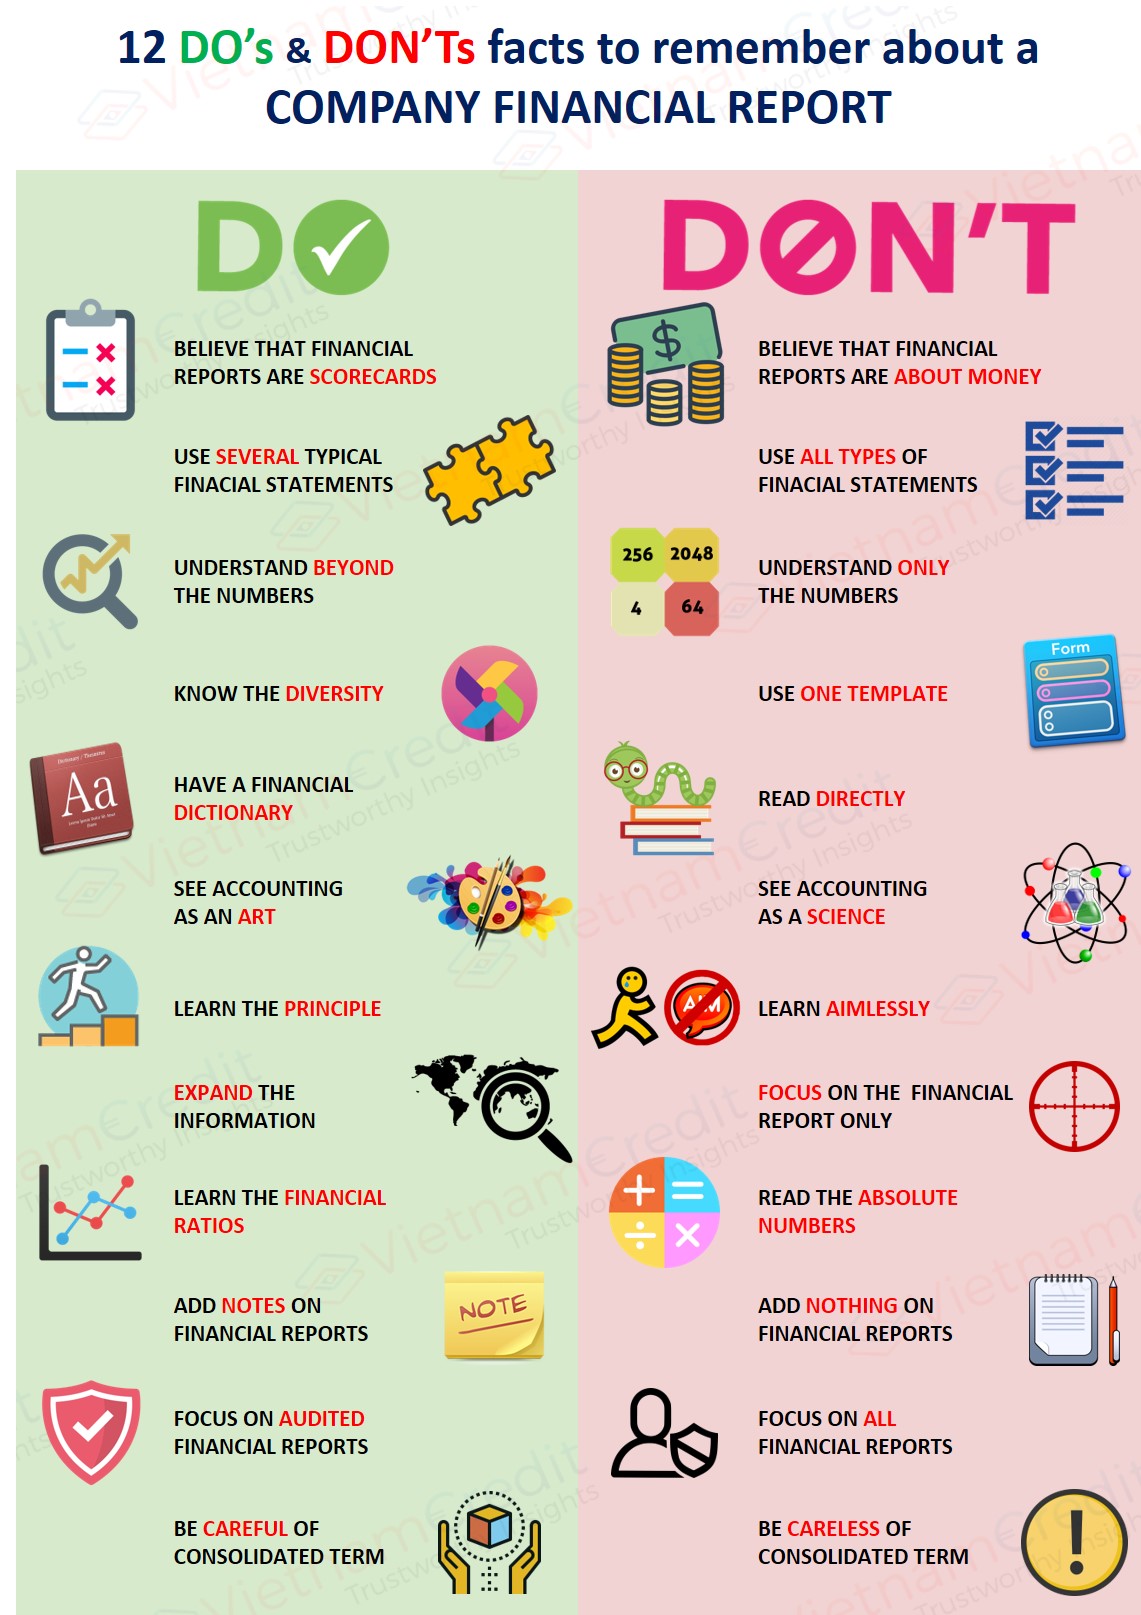 12 DO's & DON'Ts facts to remember about a
COMPANY FINANCIAL REPORT
DO
DON'T
BELIEVE THAT FINANCIAL
REPORTS ARE SCORECARDS
BELIEVE THAT FINANCIAL
REPORTS ARE ABOUT MONEY
$
USE SEVERAL TYPICAL
FINACIAL STATEMENTS
USE ALL TYPES OF
FINACIAL STATEMENTS
UNDERSTAND BEYOND
THE NUMBERS
256 2048
4 64
UNDERSTAND ONLY
THE NUMBERS
KNOW THE DIVERSITY
USE ONE TEMPLATE
Form
Dictionary / Thesaurus
Aa
HAVE A FINANCIAL
DICTIONARY
READ DIRECTLY
SEE ACCOUNTING
AS AN ART
SEE ACCOUNTING
AS A SCIENCE
LEARN THE PRINCIPLE
AIM
LEARN AIMLESSLY
EXPAND THE
INFORMATION
FOCUS ON THE FINANCIAL
REPORT ONLY
LEARN THE FINANCIAL
RATIOS
+ =
÷ ×
READ THE ABSOLUTE
NUMBERS
ADD NOTES ON
FINANCIAL REPORTS
NOTE
ADD NOTHING ON
FINANCIAL REPORTS
FOCUS ON AUDITED
FINANCIAL REPORTS
FOCUS ON ALL
FINANCIAL REPORTS
BE CAREFUL OF
CONSOLIDATED TERM
BE CARELESS OF
CONSOLIDATED TERM
!
Vietnam€redit
Trustworthy Insights